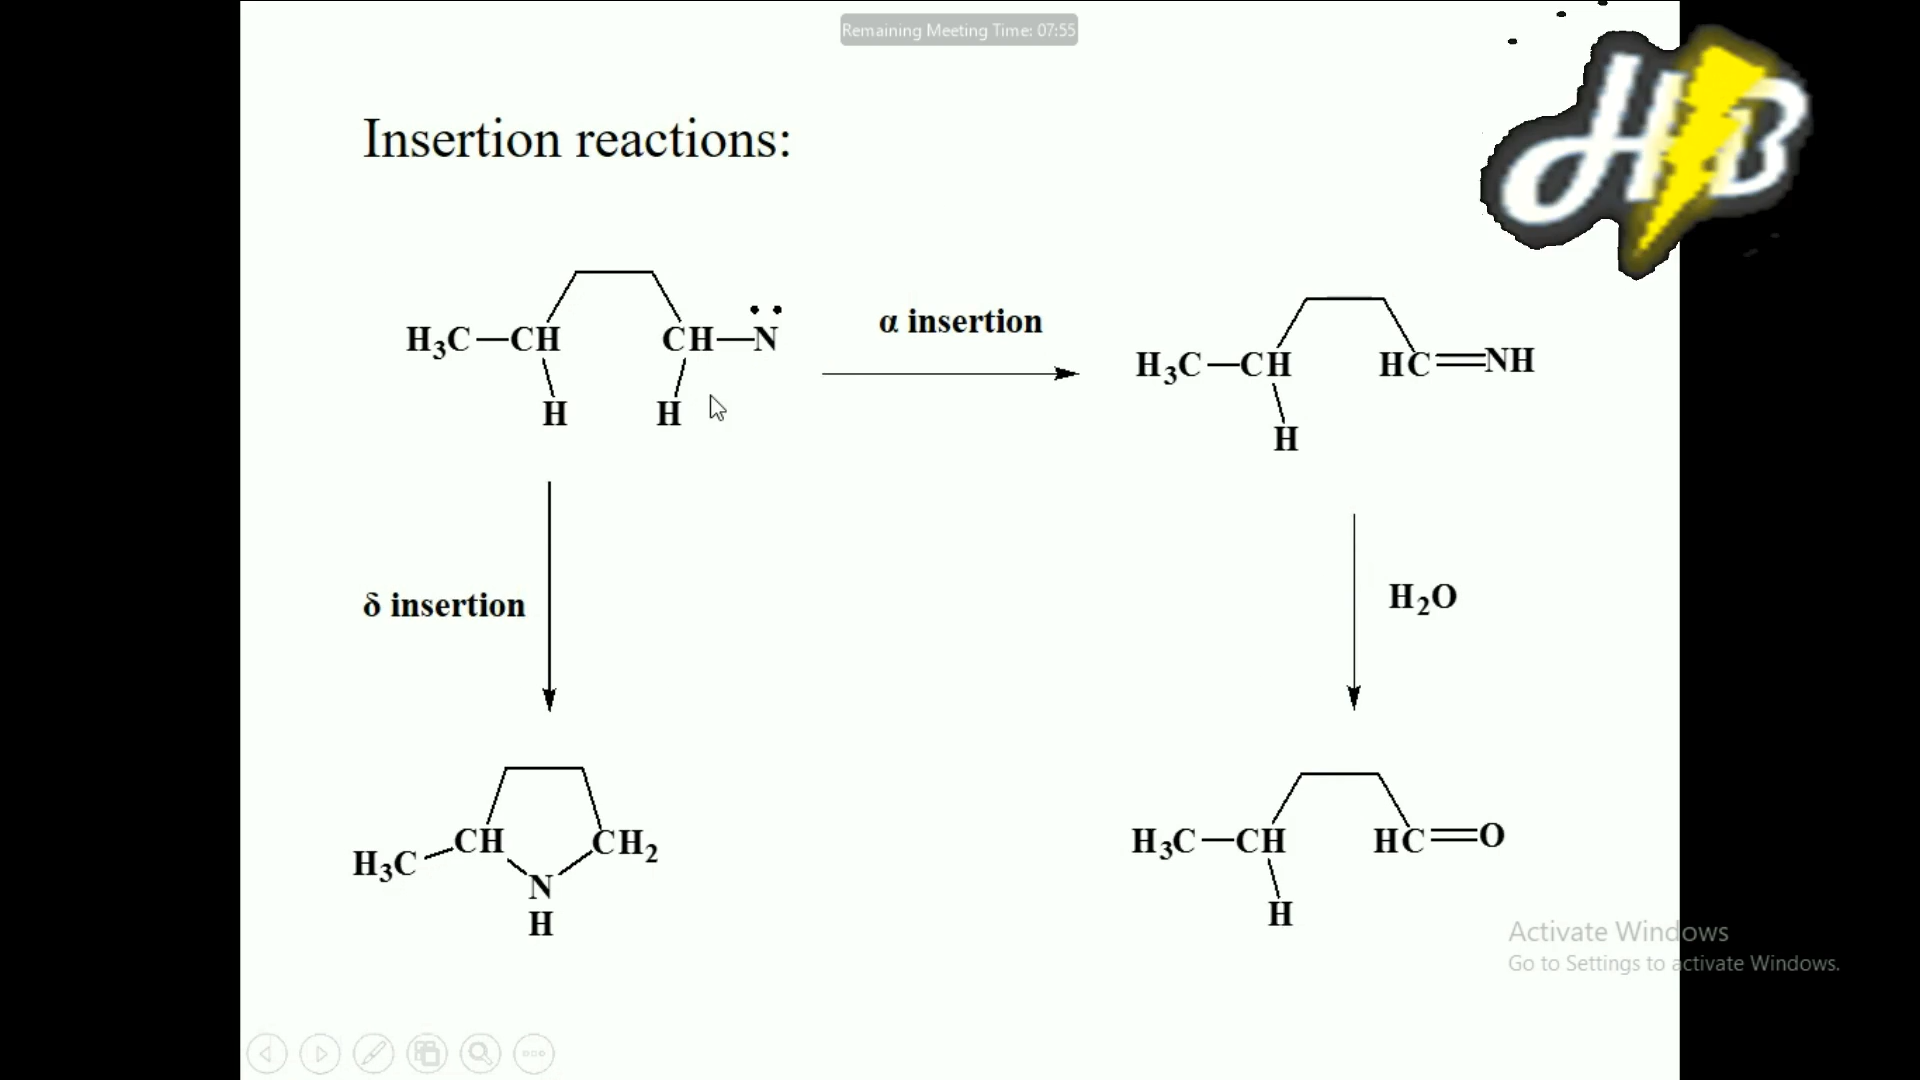 Remaining Meeting Time: 07:55
HB
Insertion reactions:
H₃C—CH CH—N̈
H H
α insertion
H₃C—CH HC=NH
H
δ insertion
H₂O
H₃C CH CH₂
N
H
H₃C—CH HC=O
H
Activate Windows
Go to Settings to activate Windows.